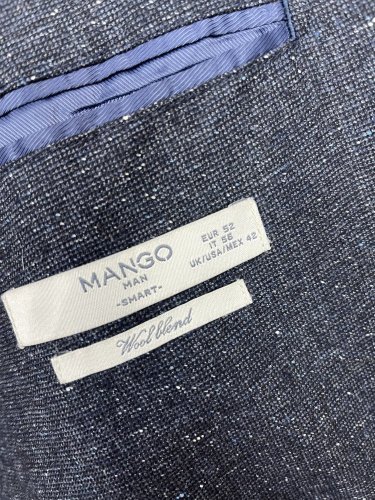 MANGO
MAN
-SMART-
EUR 52
IT 56
UK/USA/MEX 42
Wool blend